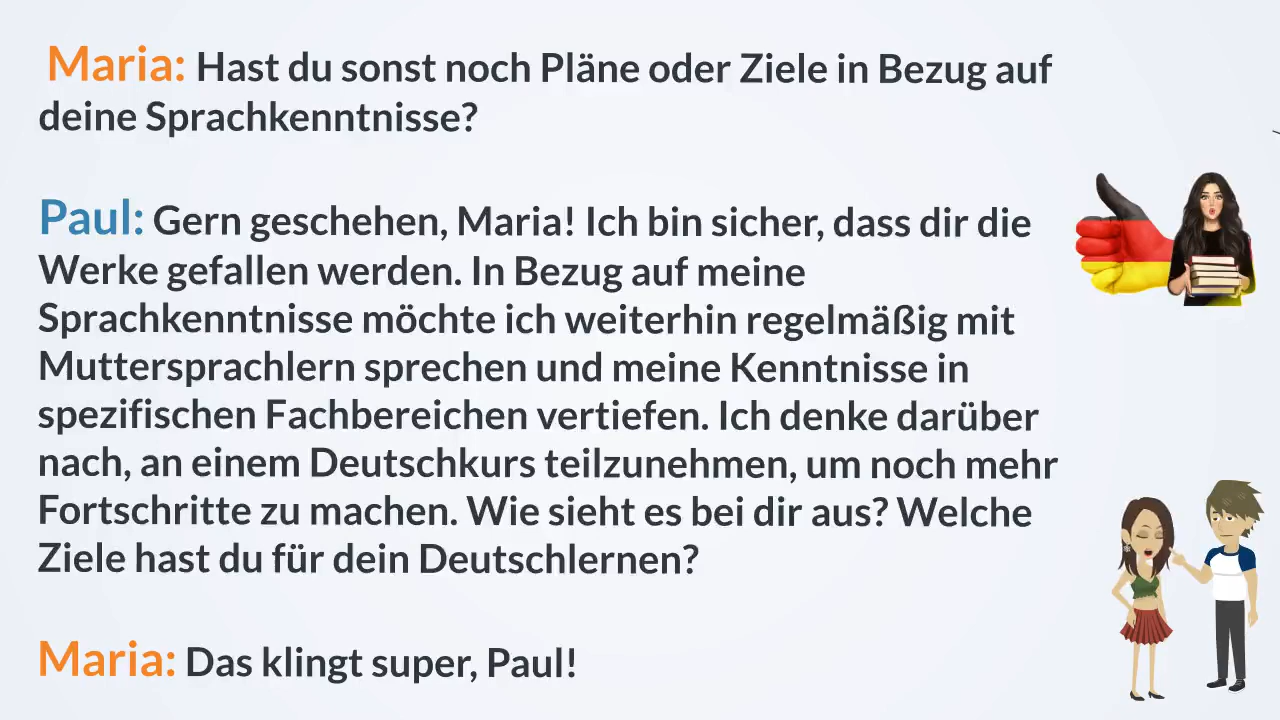 Maria: Hast du sonst noch Pläne oder Ziele in Bezug auf
deine Sprachkenntnisse?
Paul: Gern geschehen, Maria! Ich bin sicher, dass dir die
Werke gefallen werden. In Bezug auf meine
Sprachkenntnisse möchte ich weiterhin regelmäßig mit
Muttersprachlern sprechen und meine Kenntnisse in
spezifischen Fachbereichen vertiefen. Ich denke darüber
nach, an einem Deutschkurs teilzunehmen, um noch mehr
Fortschritte zu machen. Wie sieht es bei dir aus? Welche
Ziele hast du für dein Deutschlernen?
Maria: Das klingt super, Paul!